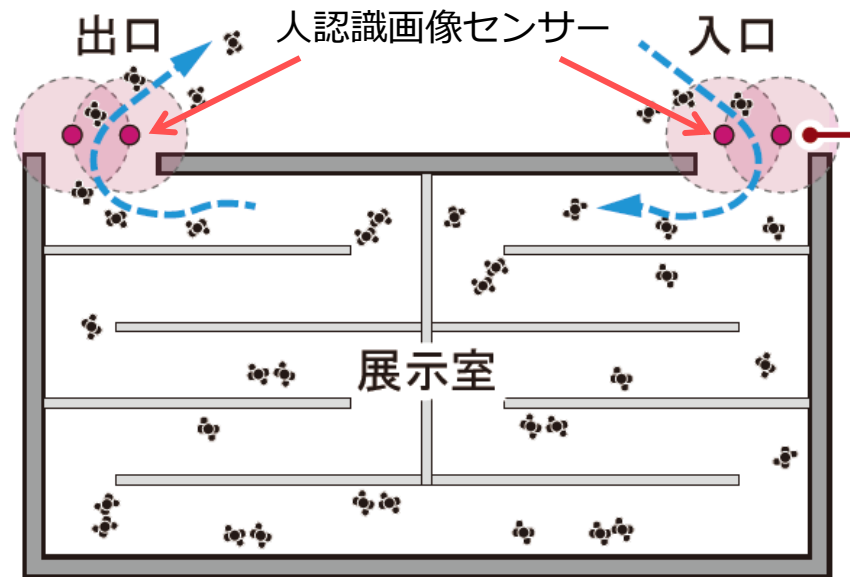 出口
人認識画像センサー
入口
展示室